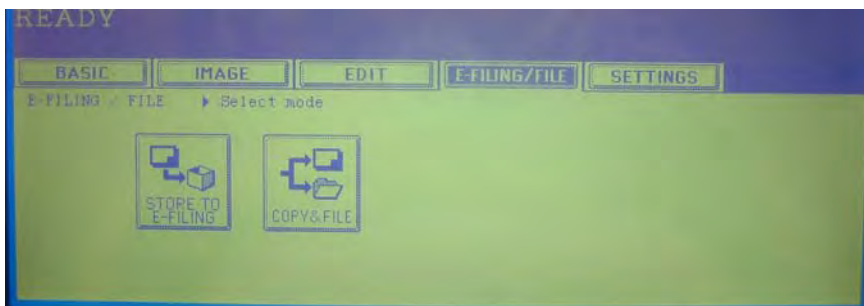 READY
BASIC IMAGE EDIT E-FILING/FILE SETTINGS
E-FILING / FILE ▶ Select mode
STORE TO
E-FILING
COPY&FILE